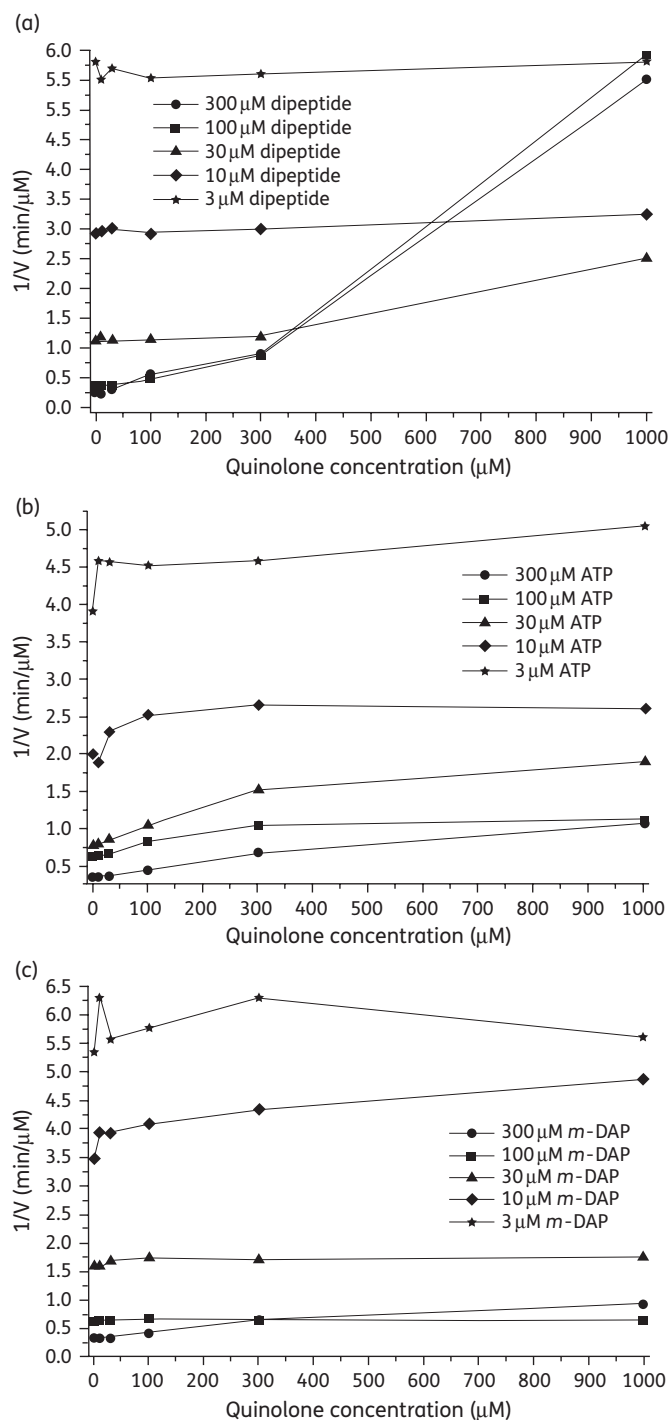 (a)
6.0
5.5
5.0
4.5
4.0
3.5
3.0
2.5
2.0
1.5
1.0
0.5
0.0
1/V (min/µM)
300 µM dipeptide
100 µM dipeptide
30 µM dipeptide
10 µM dipeptide
3 µM dipeptide
0 100 200 300 400 500 600 700 800 900 1000
Quinolone concentration (µM)
(b)
5.0
4.5
4.0
3.5
3.0
2.5
2.0
1.5
1.0
0.5
1/V (min/µM)
300 µM ATP
100 µM ATP
30 µM ATP
10 µM ATP
3 µM ATP
0 100 200 300 400 500 600 700 800 900 1000
Quinolone concentration (µM)
(c)
6.5
6.0
5.5
5.0
4.5
4.0
3.5
3.0
2.5
2.0
1.5
1.0
0.5
0.0
1/V (min/µM)
300 µM m-DAP
100 µM m-DAP
30 µM m-DAP
10 µM m-DAP
3 µM m-DAP
0 100 200 300 400 500 600 700 800 900 1000
Quinolone concentration (µM)